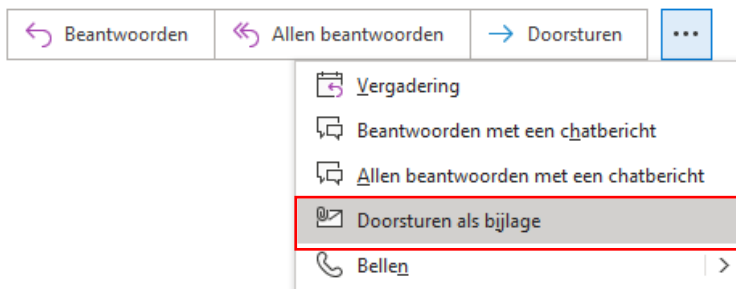 Beantwoorden Allen beantwoorden Doorsturen ...
Vergadering
Beantwoorden met een chatbericht
Allen beantwoorden met een chatbericht
Doorsturen als bijlage
Bellen